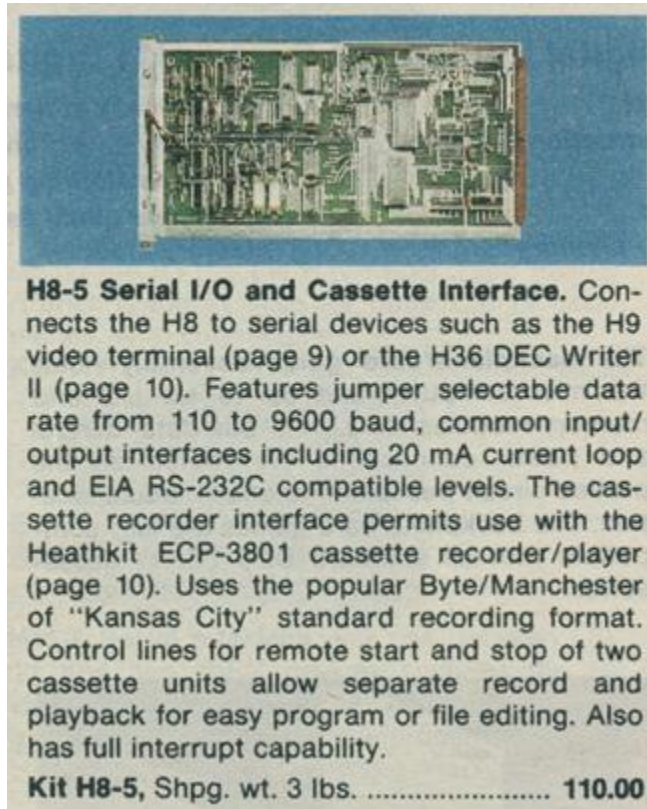 H8-5 Serial I/O and Cassette Interface. Con-
nects the H8 to serial devices such as the H9
video terminal (page 9) or the H36 DEC Writer
II (page 10). Features jumper selectable data
rate from 110 to 9600 baud, common input/
output interfaces including 20 mA current loop
and EIA RS-232C compatible levels. The cas-
sette recorder interface permits use with the
Heathkit ECP-3801 cassette recorder/player
(page 10). Uses the popular Byte/Manchester
of "Kansas City" standard recording format.
Control lines for remote start and stop of two
cassette units allow separate record and
playback for easy program or file editing. Also
has full interrupt capability.
Kit H8-5, Shpg. wt. 3 lbs. ....................... 110.00